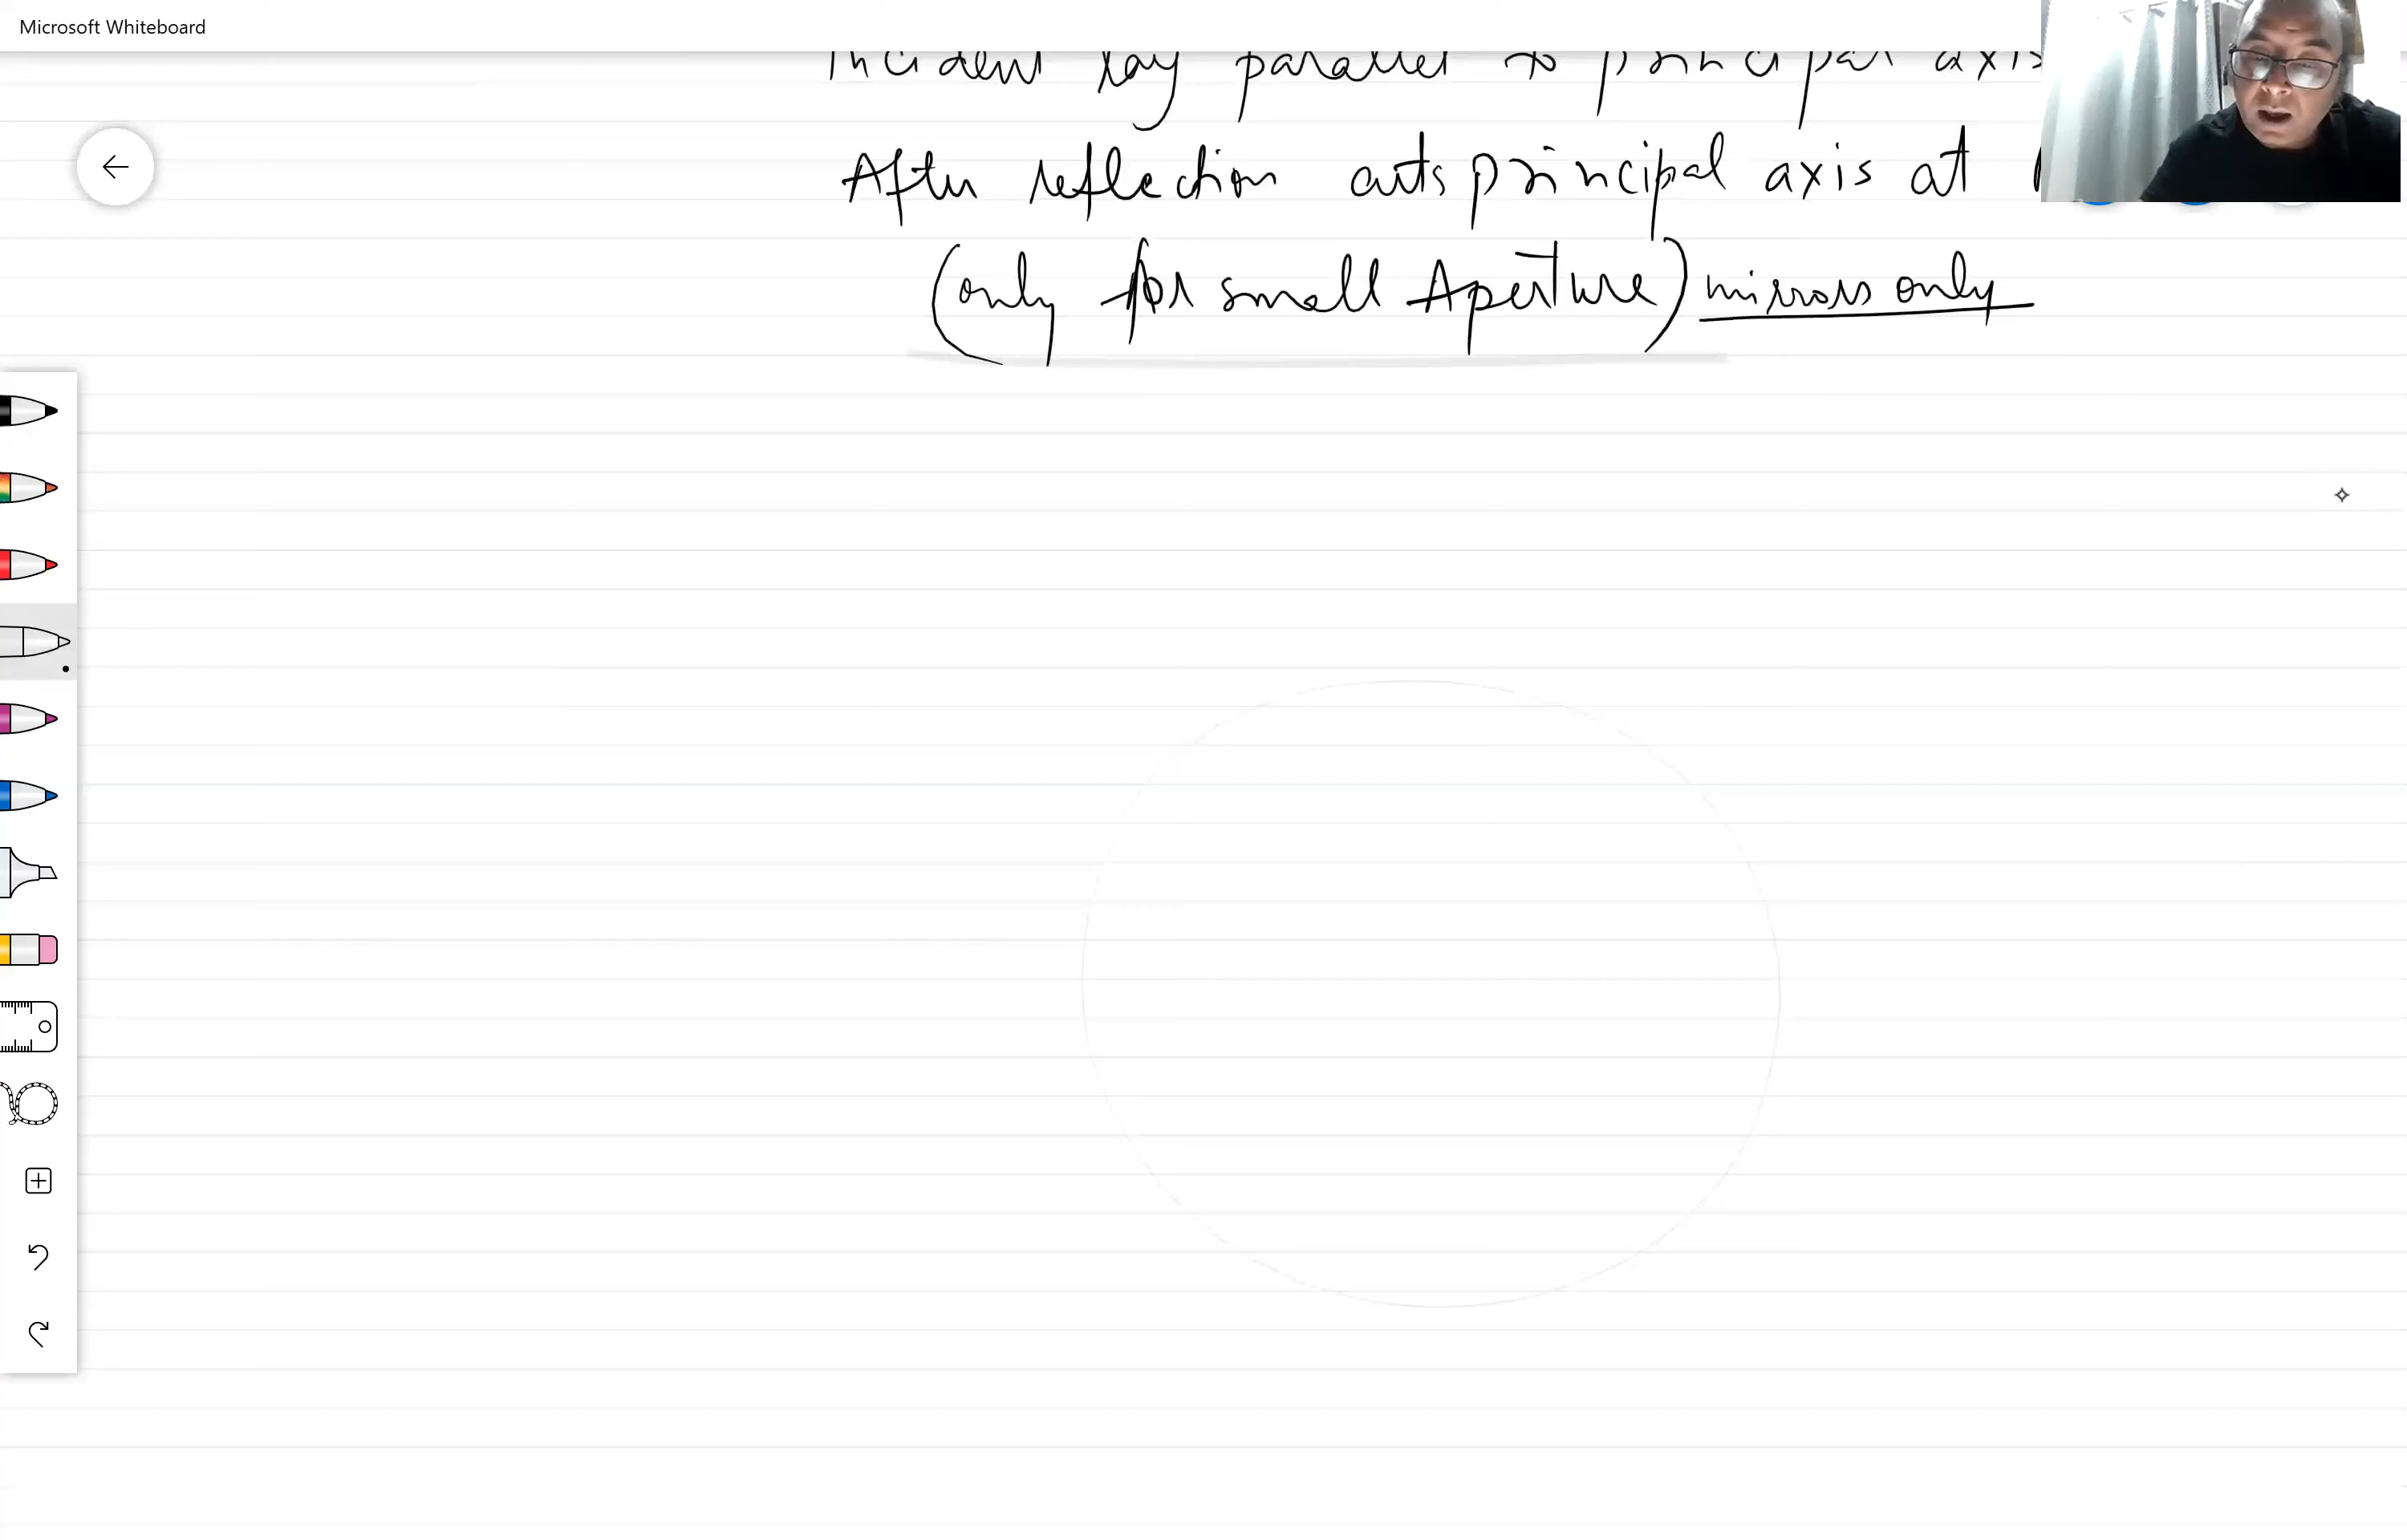 Microsoft Whiteboard
Incident ray parallel to principal axis
After reflection cuts principal axis at
(only for small Aperture) mirrors only